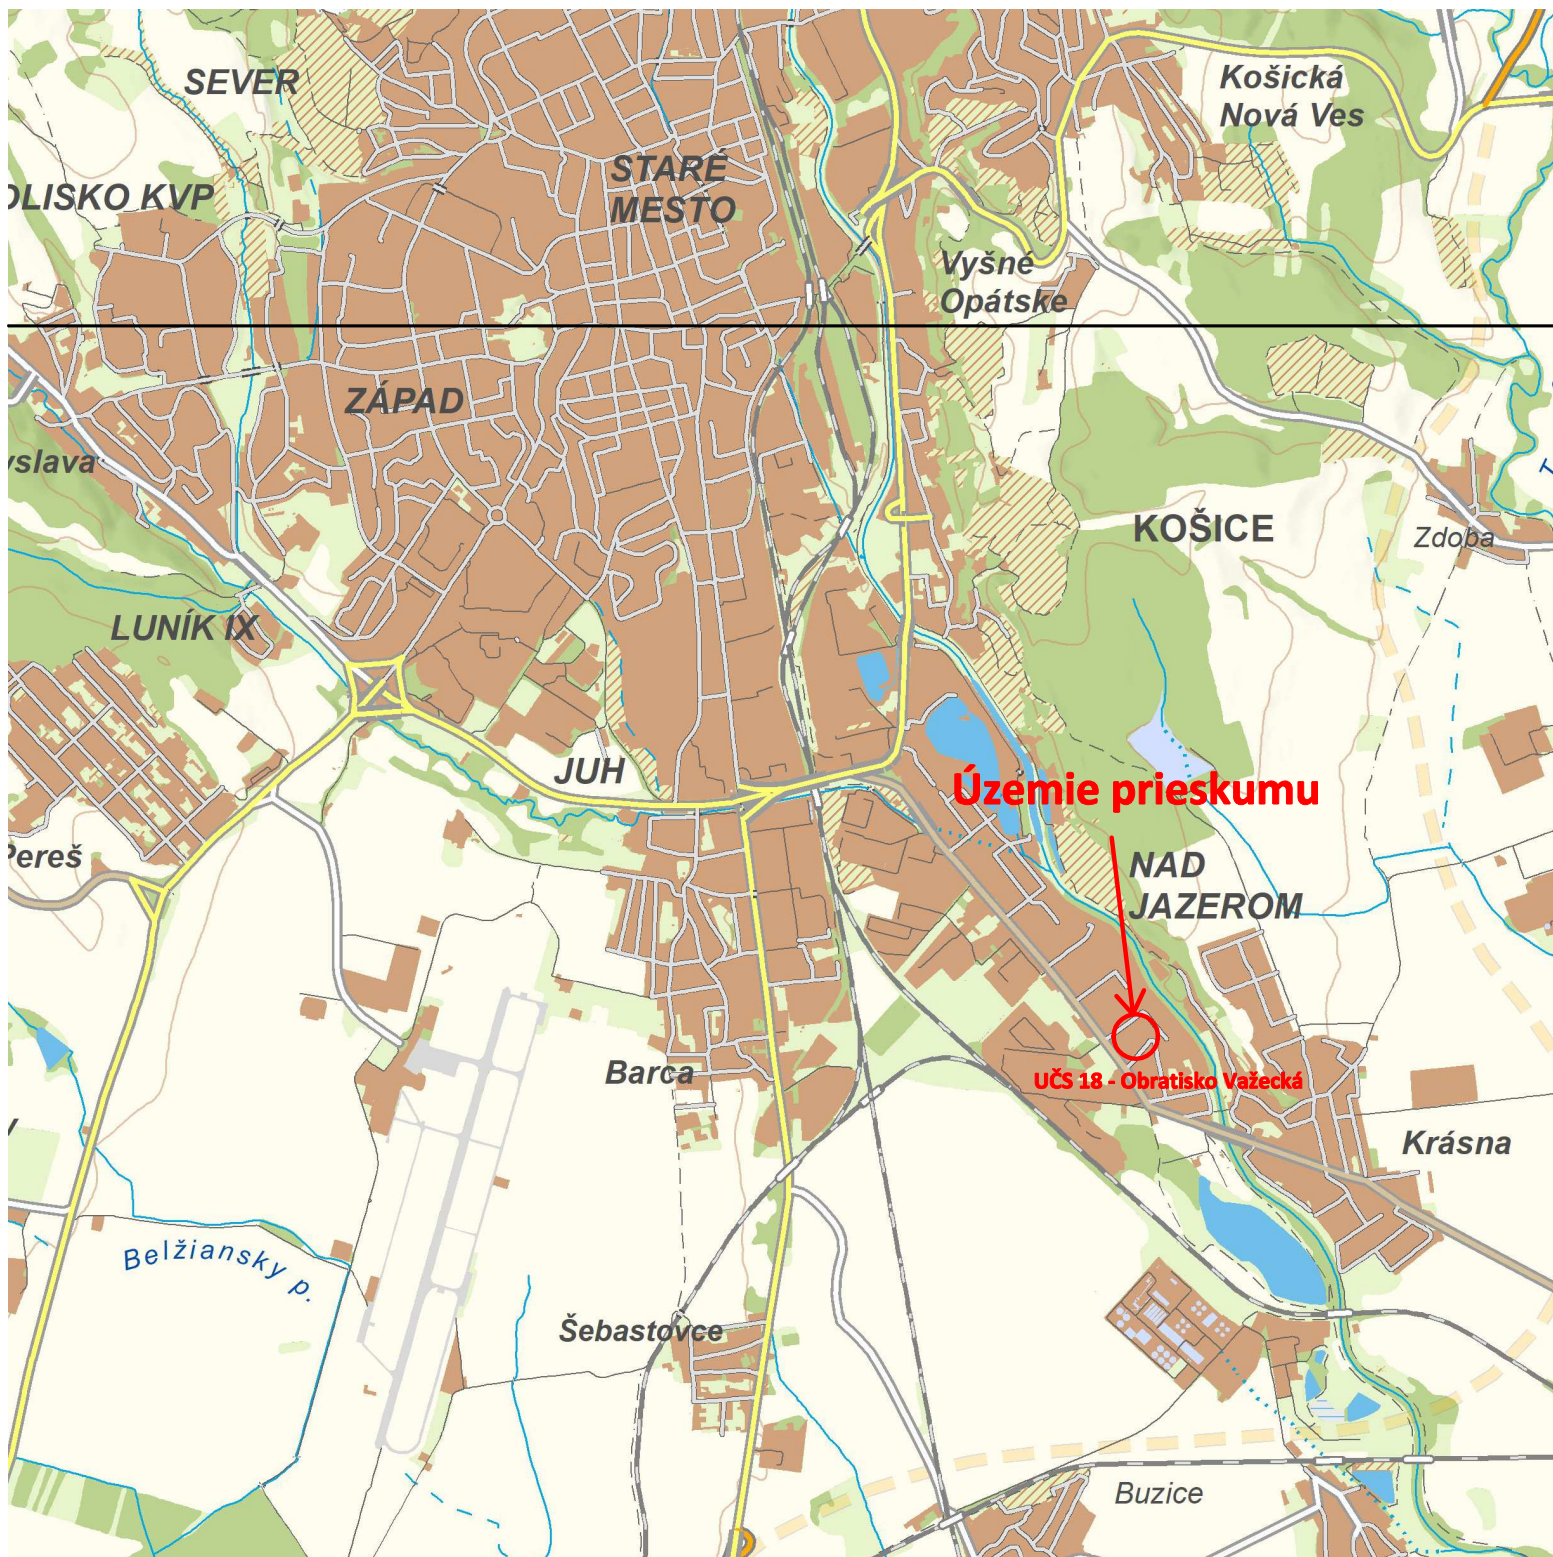 SEVER
Košická
Nová Ves
STARÉ
MESTO
OLISKO KVP
Vyšné
Opátske
ZÁPAD
yslava
KOŠICE
Zdoba
LUNÍK IX
JUH
Územie prieskumu
Pereš
NAD
JAZEROM
Barca
UČS 18 - Obratisko Važecká
Krásna
Belžiansky p.
Šebastovce
Buzice